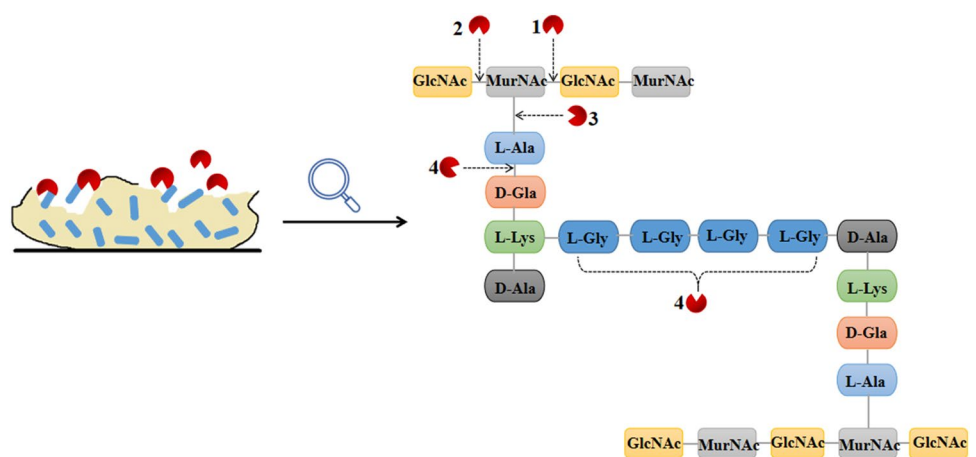 2 1
GlcNAc MurNAc GlcNAc MurNAc
3
L-Ala
4
D-Gla
L-Lys L-Gly L-Gly L-Gly L-Gly D-Ala
D-Ala L-Lys
4
D-Gla
L-Ala
GlcNAc MurNAc GlcNAc MurNAc GlcNAc